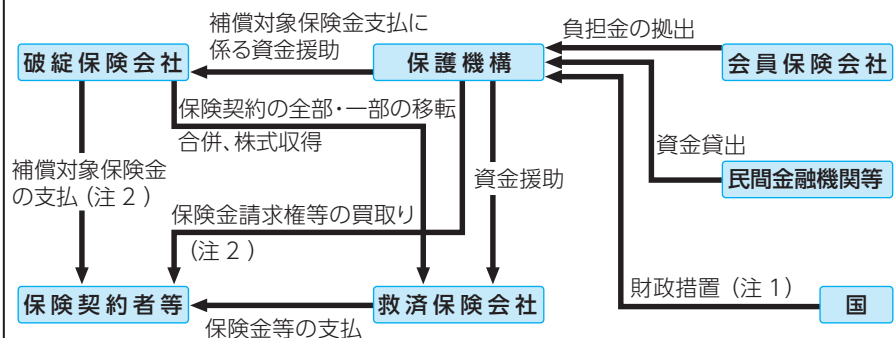 補償対象保険金支払に
係る資金援助
負担金の拠出
破綻保険会社
保護機構
会員保険会社
保険契約の全部・一部の移転
合併、株式取得
資金貸出
補償対象保険金
の支払（注2）
資金援助
民間金融機関等
保険金請求権等の買取り
（注2）
財政措置（注1）
保険契約者等
救済保険会社
国
保険金等の支払